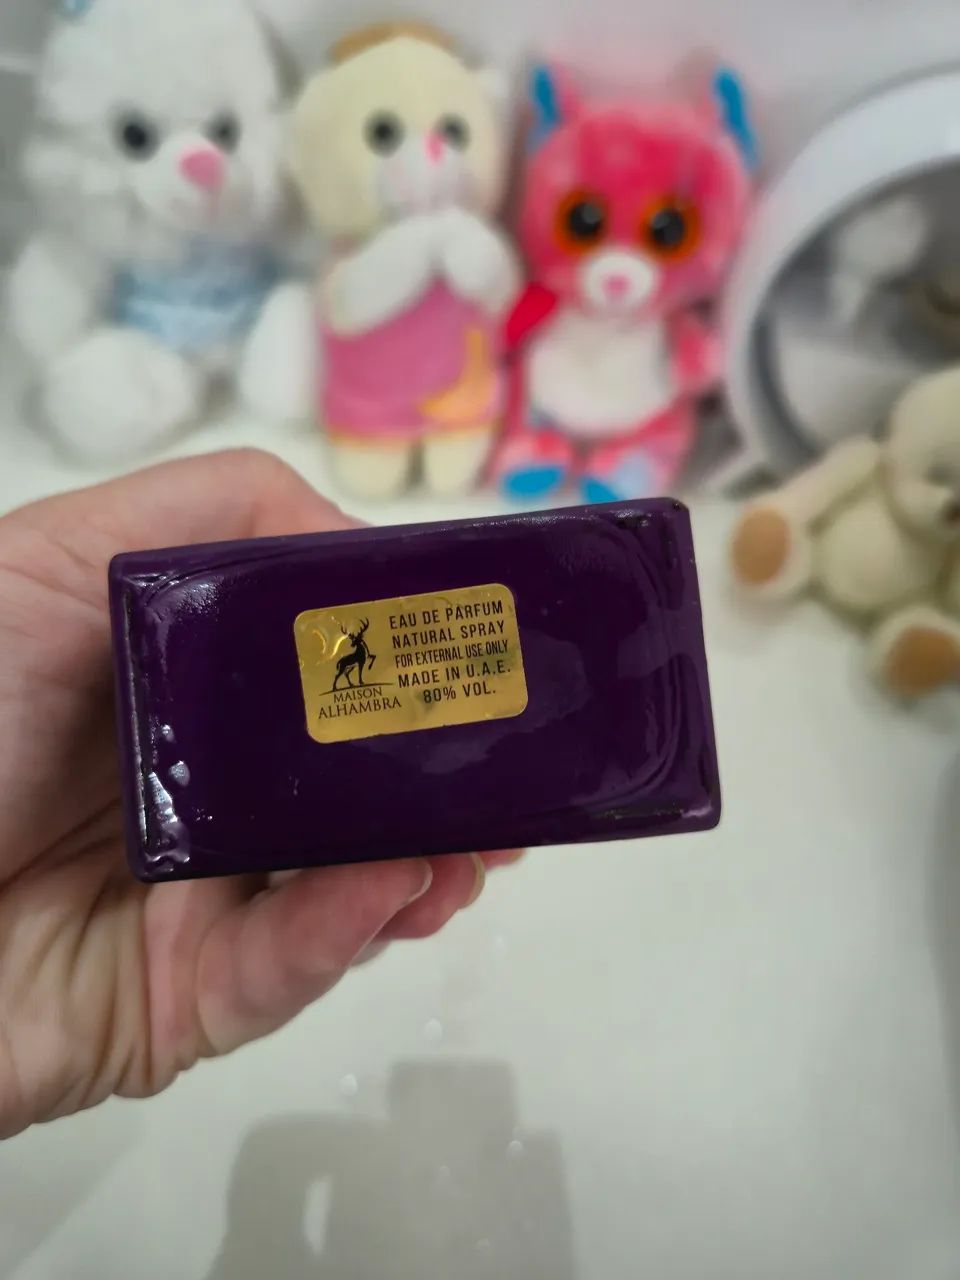 EAU DE PARFUM
NATURAL SPRAY
FOR EXTERNAL USE ONLY
MADE IN U.A.E.
80% VOL.
MAISON
ALHAMBRA